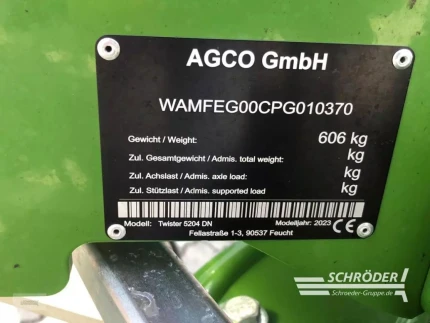 AGCO GmbH
WAMFEG00CPG010370
Gewicht / Weight: 606 kg
Zul. Gesamtgewicht / Admis. total weight: kg
Zul. Achslast / Admis. axle load: kg
Zul. Stützlast / Admis. supported load kg
Modell: Twister 5204 DN Modelljahr: 2023 CE
Fellastraße 1-3, 90537 Feucht
SCHRÖDER
Schroeder-Gruppe.de